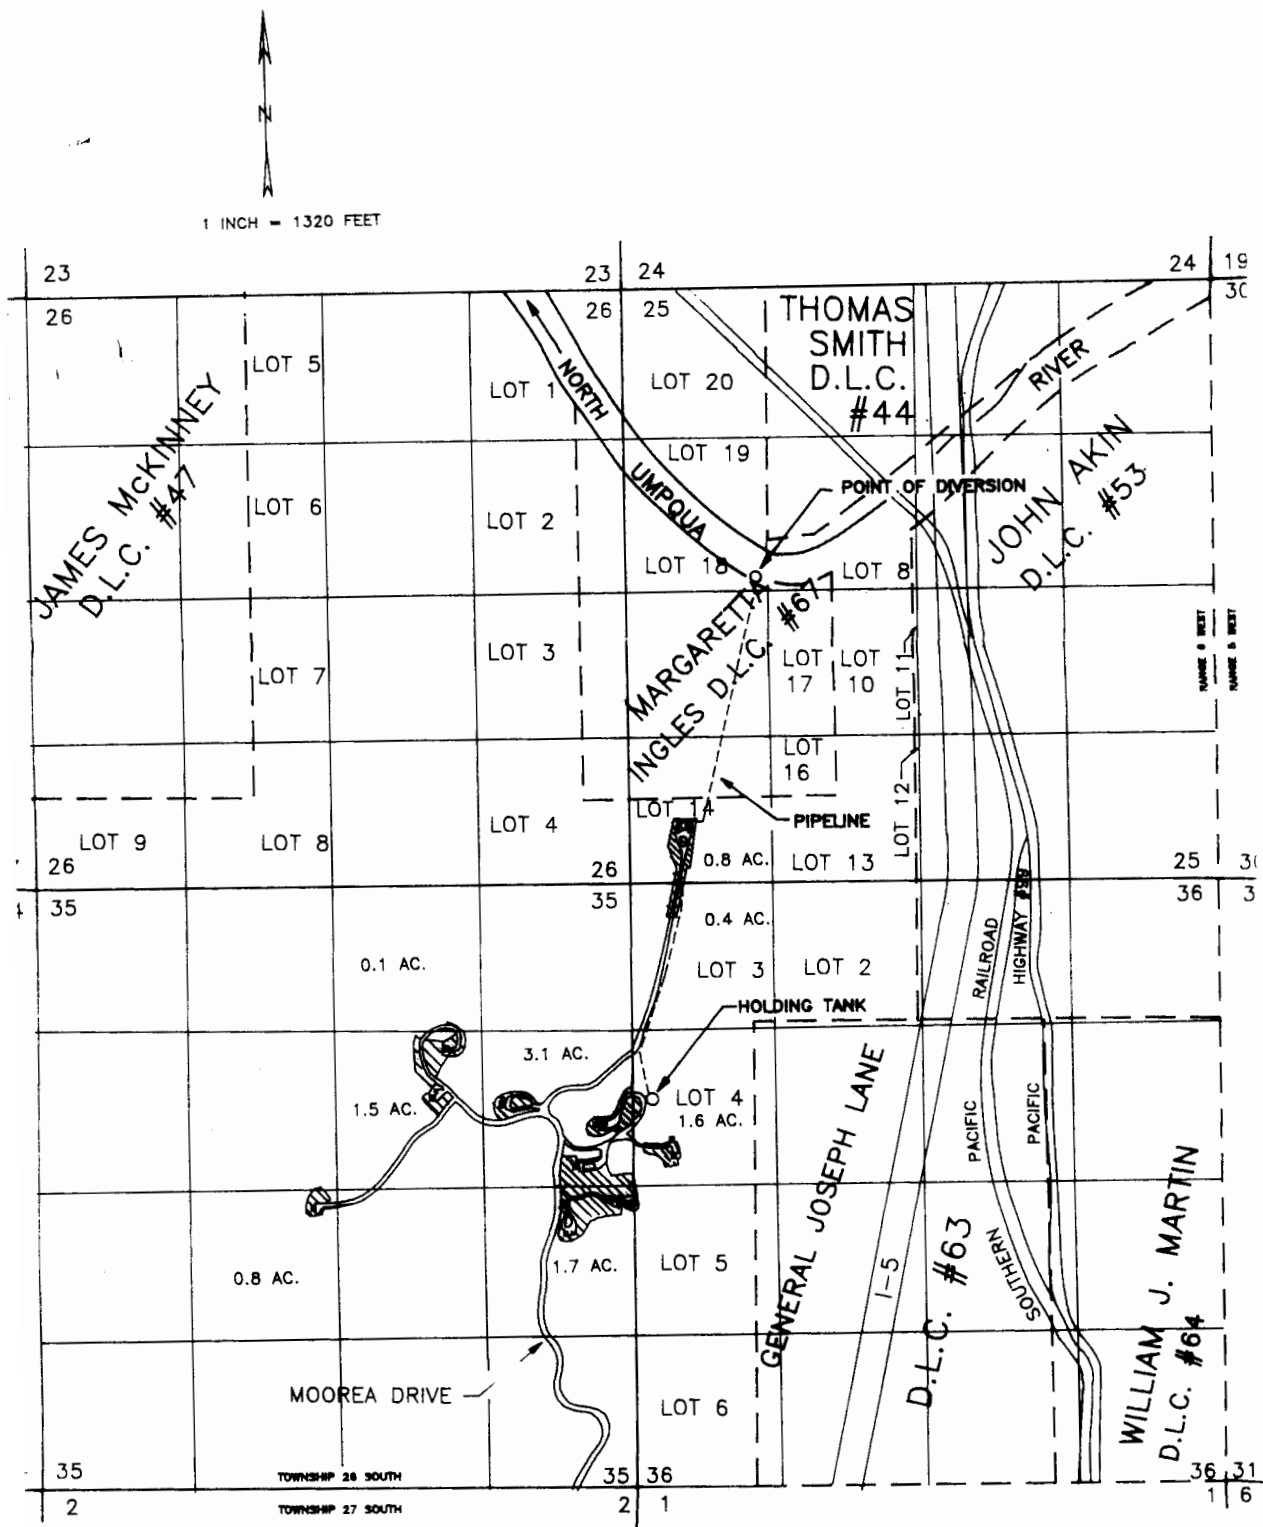 N
1 INCH = 1320 FEET
23
23
24
24
19
30
26
26
25
THOMAS
SMITH
D.L.C.
#44
LOT 5
LOT 1
NORTH
LOT 20
RIVER
JAMES McKINNEY
D.L.C. #47
LOT 19
JOHN AKIN
D.L.C. #53
UMPQUA
POINT OF DIVERSION
LOT 6
LOT 2
LOT 18
LOT 8
MARGARETTA
INGLES D.L.C. #67
LOT 7
LOT 3
LOT
17
LOT
10
LOT 11
RANGE 6 WEST
RANGE 5 WEST
LOT
16
LOT 12
LOT 14
PIPELINE
LOT 9
LOT 8
LOT 4
0.8 AC.
LOT 13
26
26
25
30
35
35
36
3
0.4 AC.
0.1 AC.
LOT 3
LOT 2
RAILROAD
HIGHWAY #99
HOLDING TANK
3.1 AC.
1.5 AC.
LOT 4
1.6 AC.
PACIFIC
PACIFIC
GENERAL JOSEPH LANE
D.L.C. #63
I-5
SOUTHERN
WILLIAM J. MARTIN
D.L.C. #64
0.8 AC.
1.7 AC.
LOT 5
MOOREA DRIVE
LOT 6
35
TOWNSHIP 26 SOUTH
35
36
36
31
2
TOWNSHIP 27 SOUTH
2
1
1
6